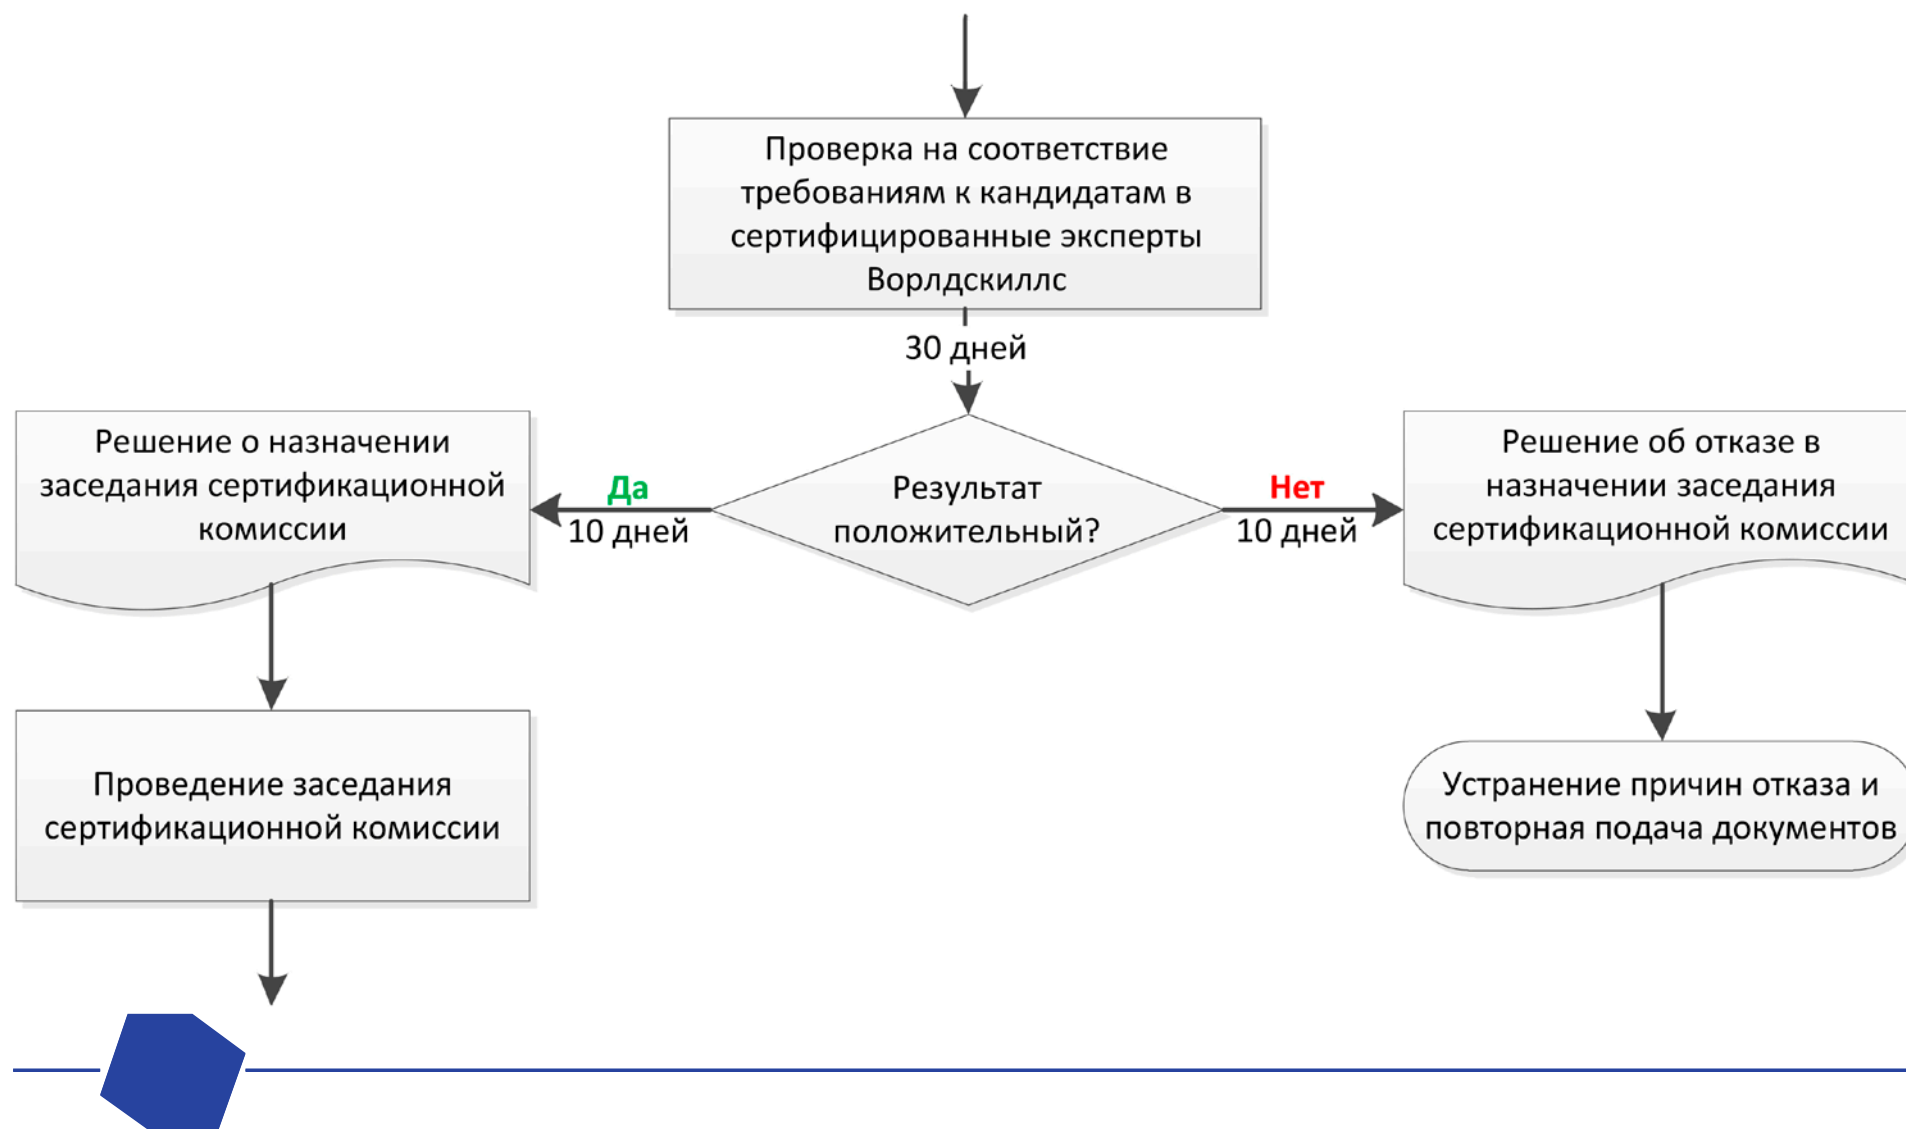 Проверка на соответствие
требованиям к кандидатам в
сертифицированные эксперты
Ворлдскиллс
30 дней
Решение о назначении
заседания сертификационной
комиссии
Да
10 дней
Результат
положительный?
Нет
10 дней
Решение об отказе в
назначении заседания
сертификационной комиссии
Проведение заседания
сертификационной комиссии
Устранение причин отказа и
повторная подача документов